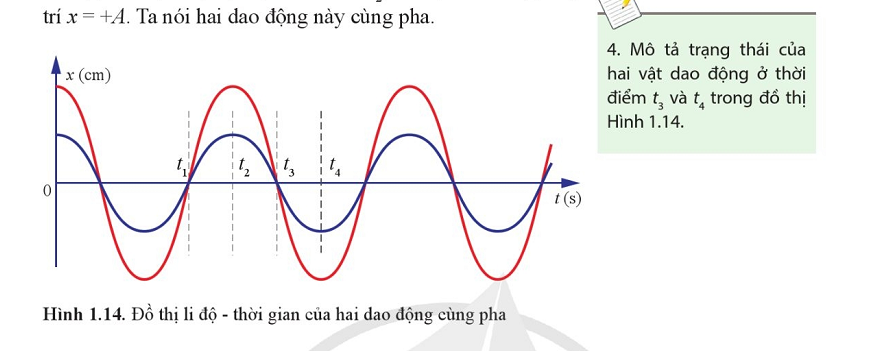 trí x = +A. Ta nói hai dao động này cùng pha.
x (cm)
t₁
t₂
t₃
t₄
0
t (s)
Hình 1.14. Đồ thị li độ - thời gian của hai dao động cùng pha
4. Mô tả trạng thái của
hai vật dao động ở thời
điểm t₃ và t₄ trong đồ thị
Hình 1.14.